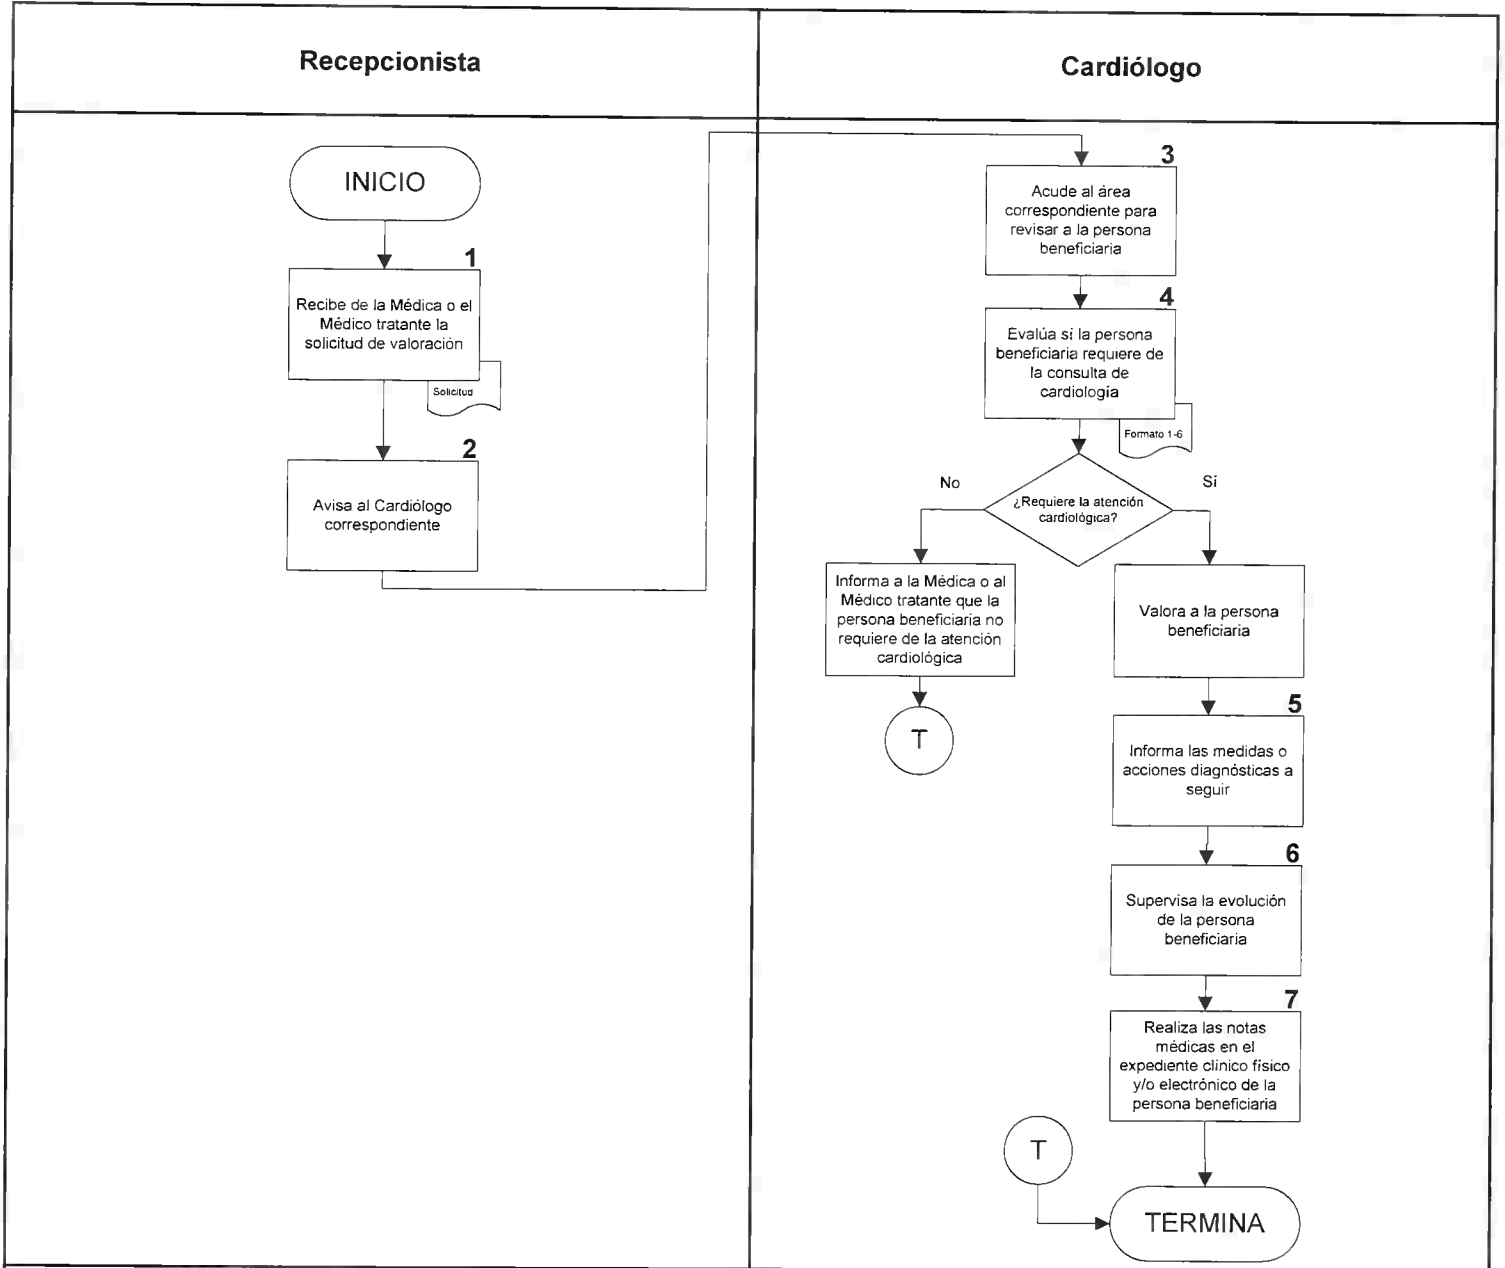 Recepcionista
Cardiólogo
INICIO
1
Recibe de la Médica o el
Médico tratante la
solicitud de valoración
Solicitud
2
Avisa al Cardiólogo
correspondiente
3
Acude al área
correspondiente para
revisar a la persona
beneficiaria
4
Evalúa sí la persona
beneficiaria requiere de
la consulta de
cardiología
Formato 1-6
¿Requiere la atención
cardiológica?
No
Sí
Informa a la Médica o al
Médico tratante que la
persona beneficiaria no
requiere de la atención
cardiológica
T
Valora a la persona
beneficiaria
5
Informa las medidas o
acciones diagnósticas a
seguir
6
Supervisa la evolución
de la persona
beneficiaria
7
Realiza las notas
médicas en el
expediente clínico físico
y/o electrónico de la
persona beneficiaria
T
TERMINA